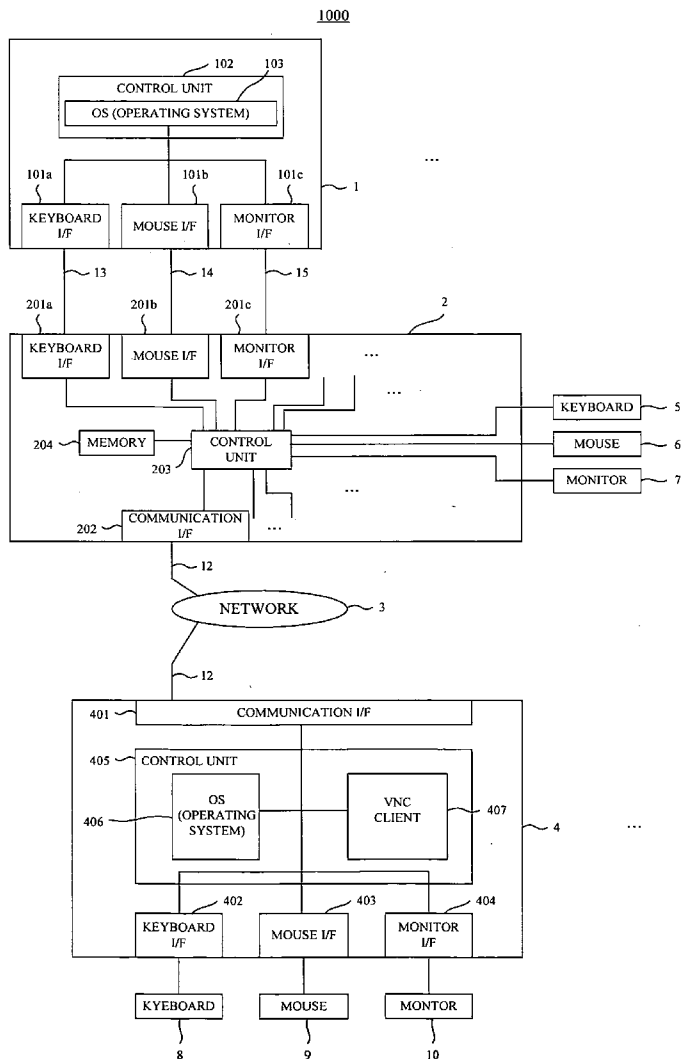 1000
102
103
CONTROL UNIT
OS (OPERATING SYSTEM)
...
101a
101b
101c
1
KEYBOARD
I/F
MOUSE I/F
MONITOR
I/F
13
14
15
201a
201b
201c
2
KEYBOARD
I/F
MOUSE I/F
MONITOR
I/F
...
...
KEYBOARD
5
204
MEMORY
CONTROL
UNIT
203
MOUSE
6
MONITOR
7
...
202
COMMUNICATION
I/F
...
12
NETWORK
3
12
401
COMMUNICATION I/F
405
CONTROL UNIT
OS
(OPERATING
SYSTEM)
406
VNC
CLIENT
407
4
...
402
403
404
KEYBOARD
I/F
MOUSE I/F
MONITOR
I/F
KYEBOARD
MOUSE
MONTOR
8
9
10